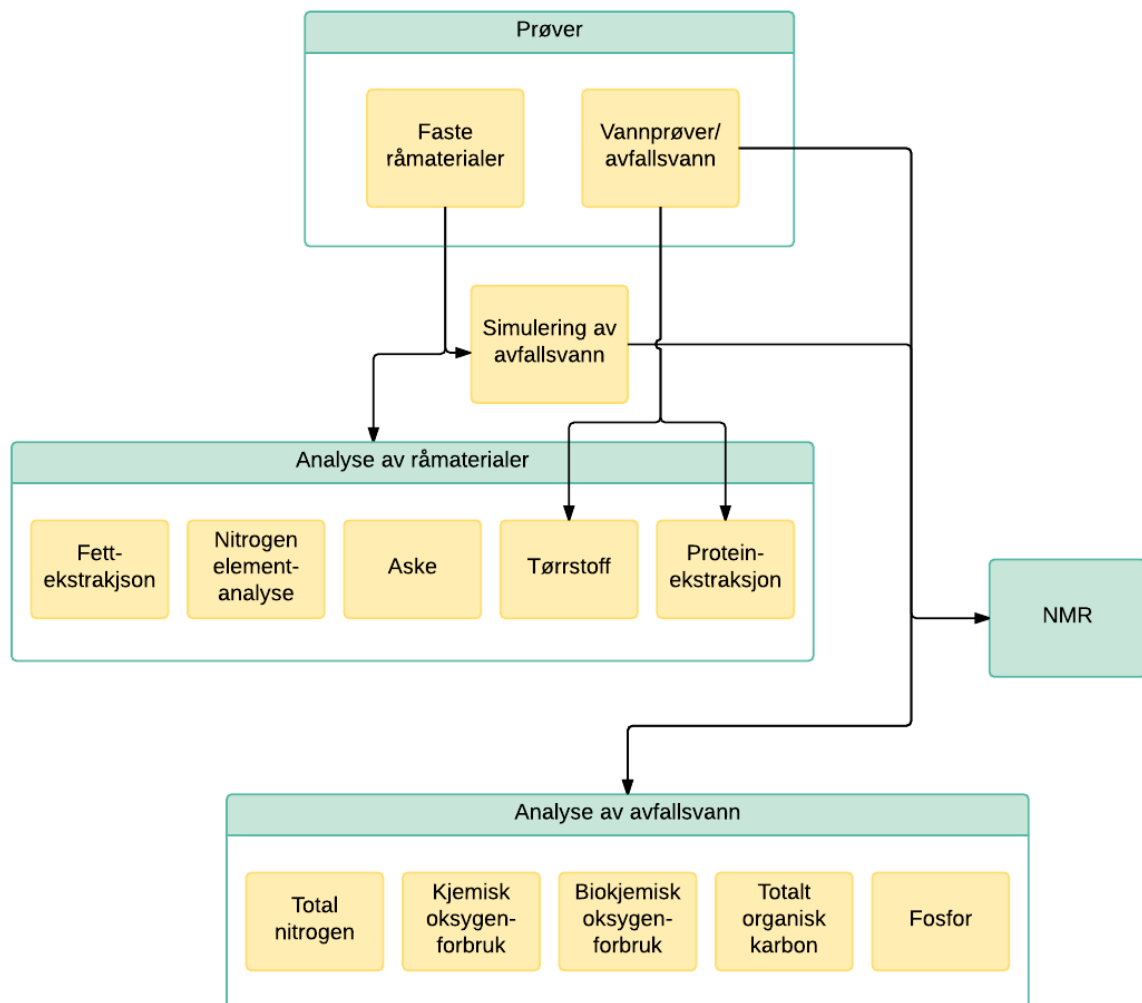 Prøver
Faste
råmaterialer
Vannprøver/
avfallsvann
Simulering av
avfallsvann
Analyse av råmaterialer
Fett-
ekstrakjson
Nitrogen
element-
analyse
Aske
Tørrstoff
Protein-
ekstraksjon
NMR
Analyse av avfallsvann
Total
nitrogen
Kjemisk
oksygen-
forbruk
Biokjemisk
oksygen-
forbruk
Totalt
organisk
karbon
Fosfor